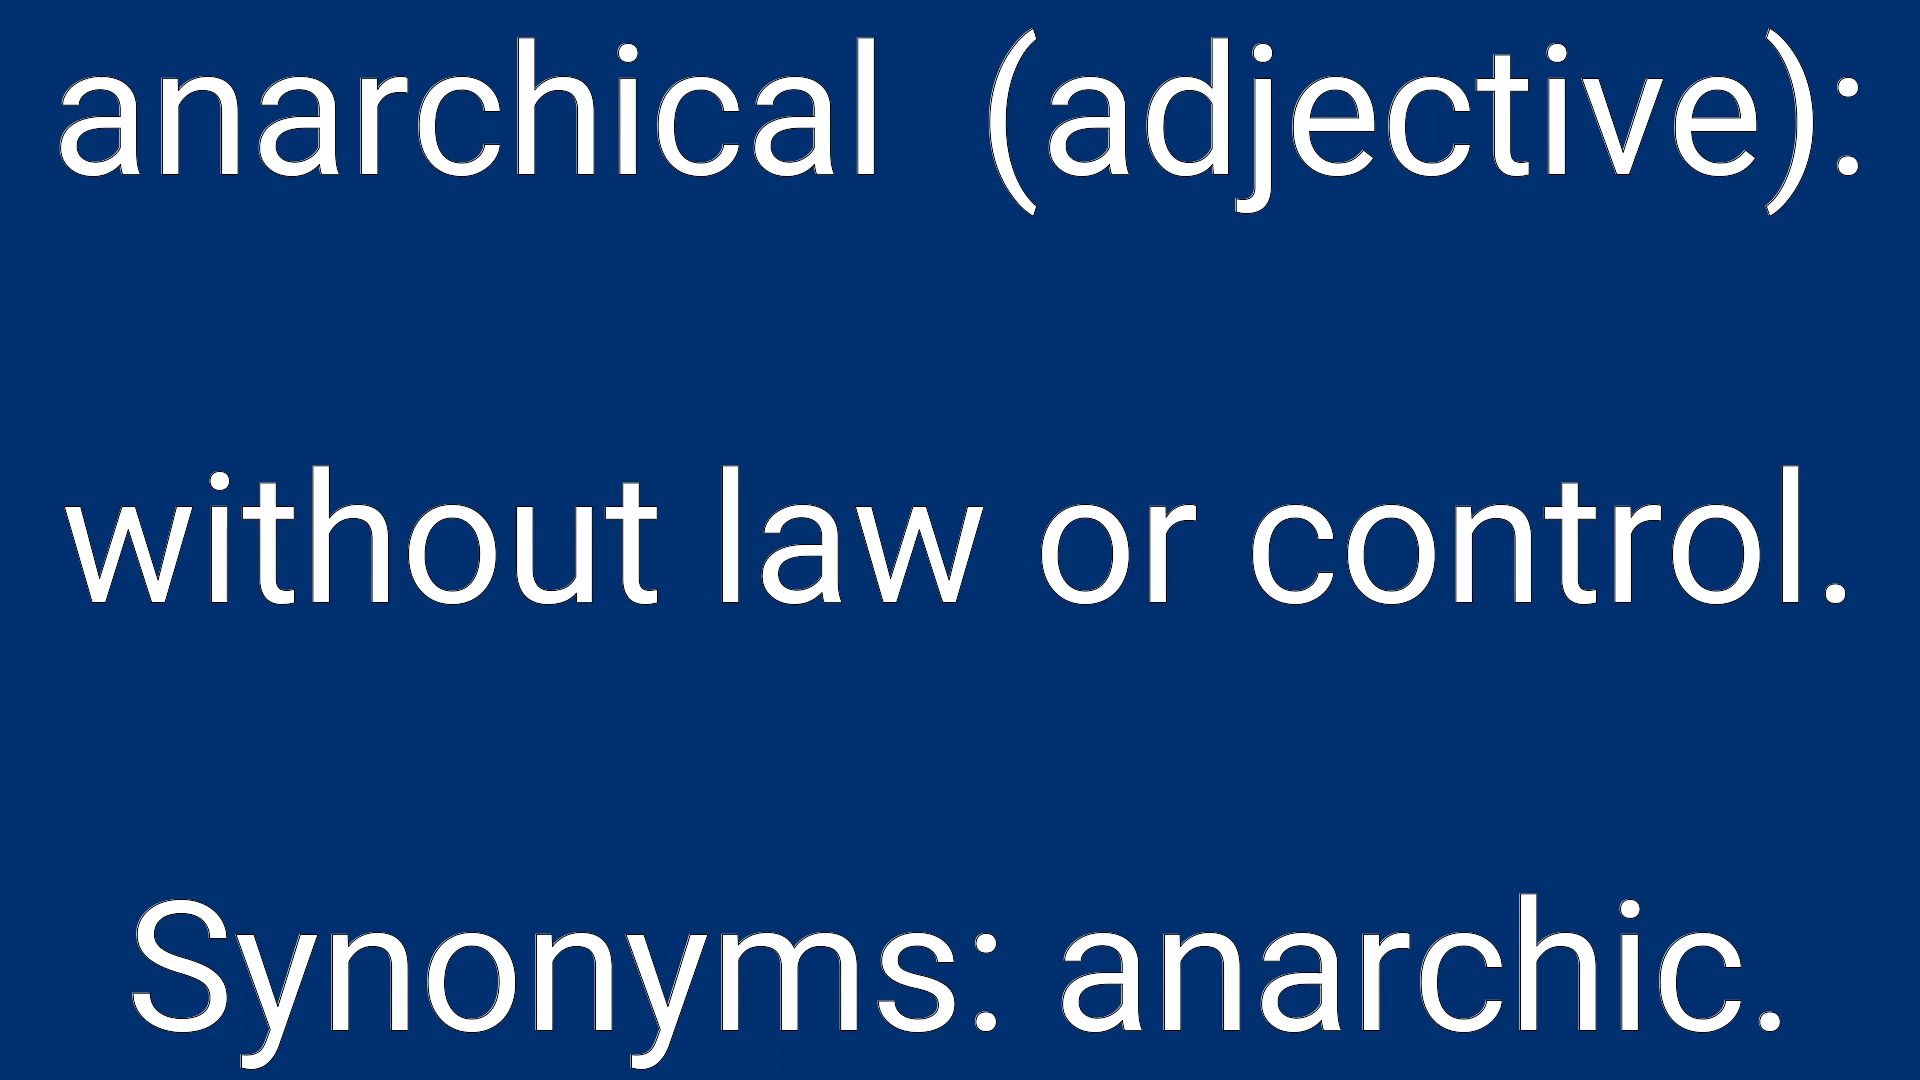 anarchical  (adjective):
without law or control.
Synonyms: anarchic.